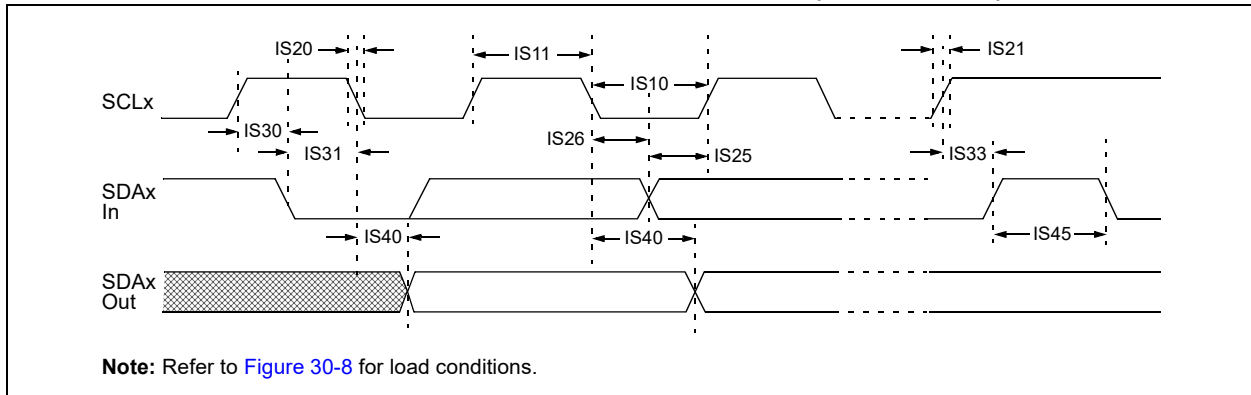 IS20
IS11
IS21
IS10
SCLx
IS30
IS26
IS31
IS25
IS33
SDAx
In
IS40
IS40
IS45
SDAx
Out
Note: Refer to Figure 30-8 for load conditions.